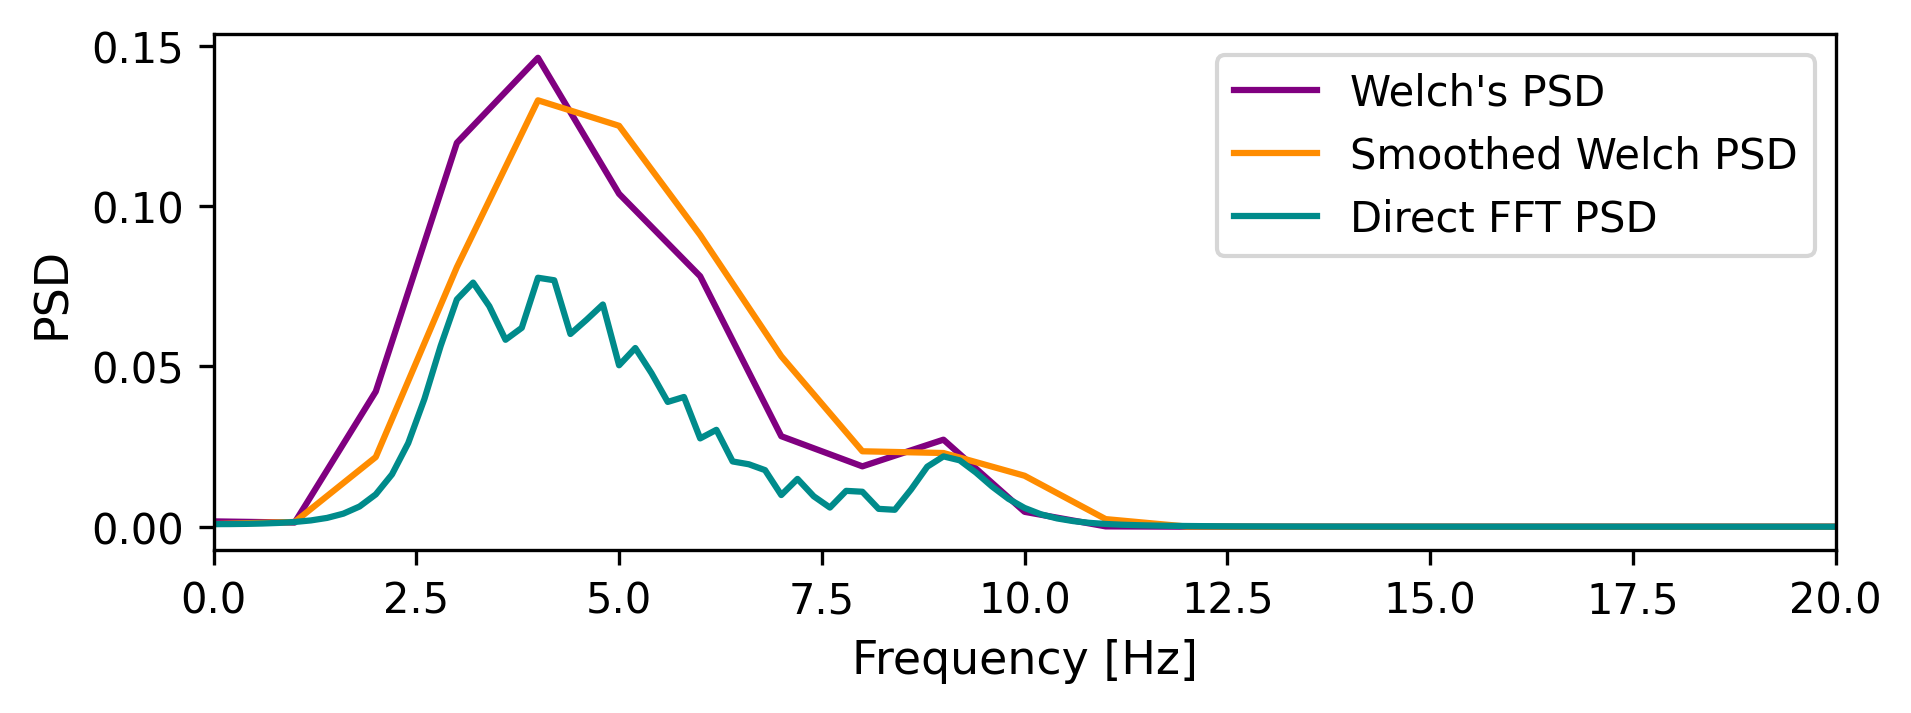 0.15
0.10
0.05
0.00
PSD
Welch's PSD
Smoothed Welch PSD
Direct FFT PSD
0.0 2.5 5.0 7.5 10.0 12.5 15.0 17.5 20.0
Frequency [Hz]